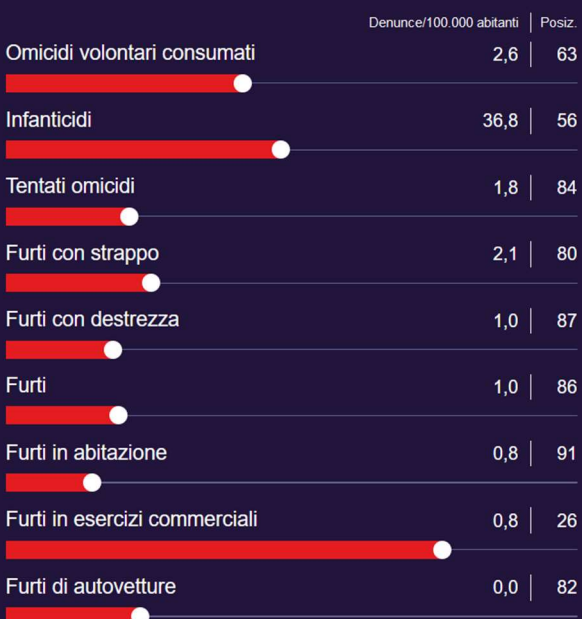 Denunce/100.000 abitanti | Posiz.
Omicidi volontari consumati 2,6 | 63
Infanticidi 36,8 | 56
Tentati omicidi 1,8 | 84
Furti con strappo 2,1 | 80
Furti con destrezza 1,0 | 87
Furti 1,0 | 86
Furti in abitazione 0,8 | 91
Furti in esercizi commerciali 0,8 | 26
Furti di autovetture 0,0 | 82